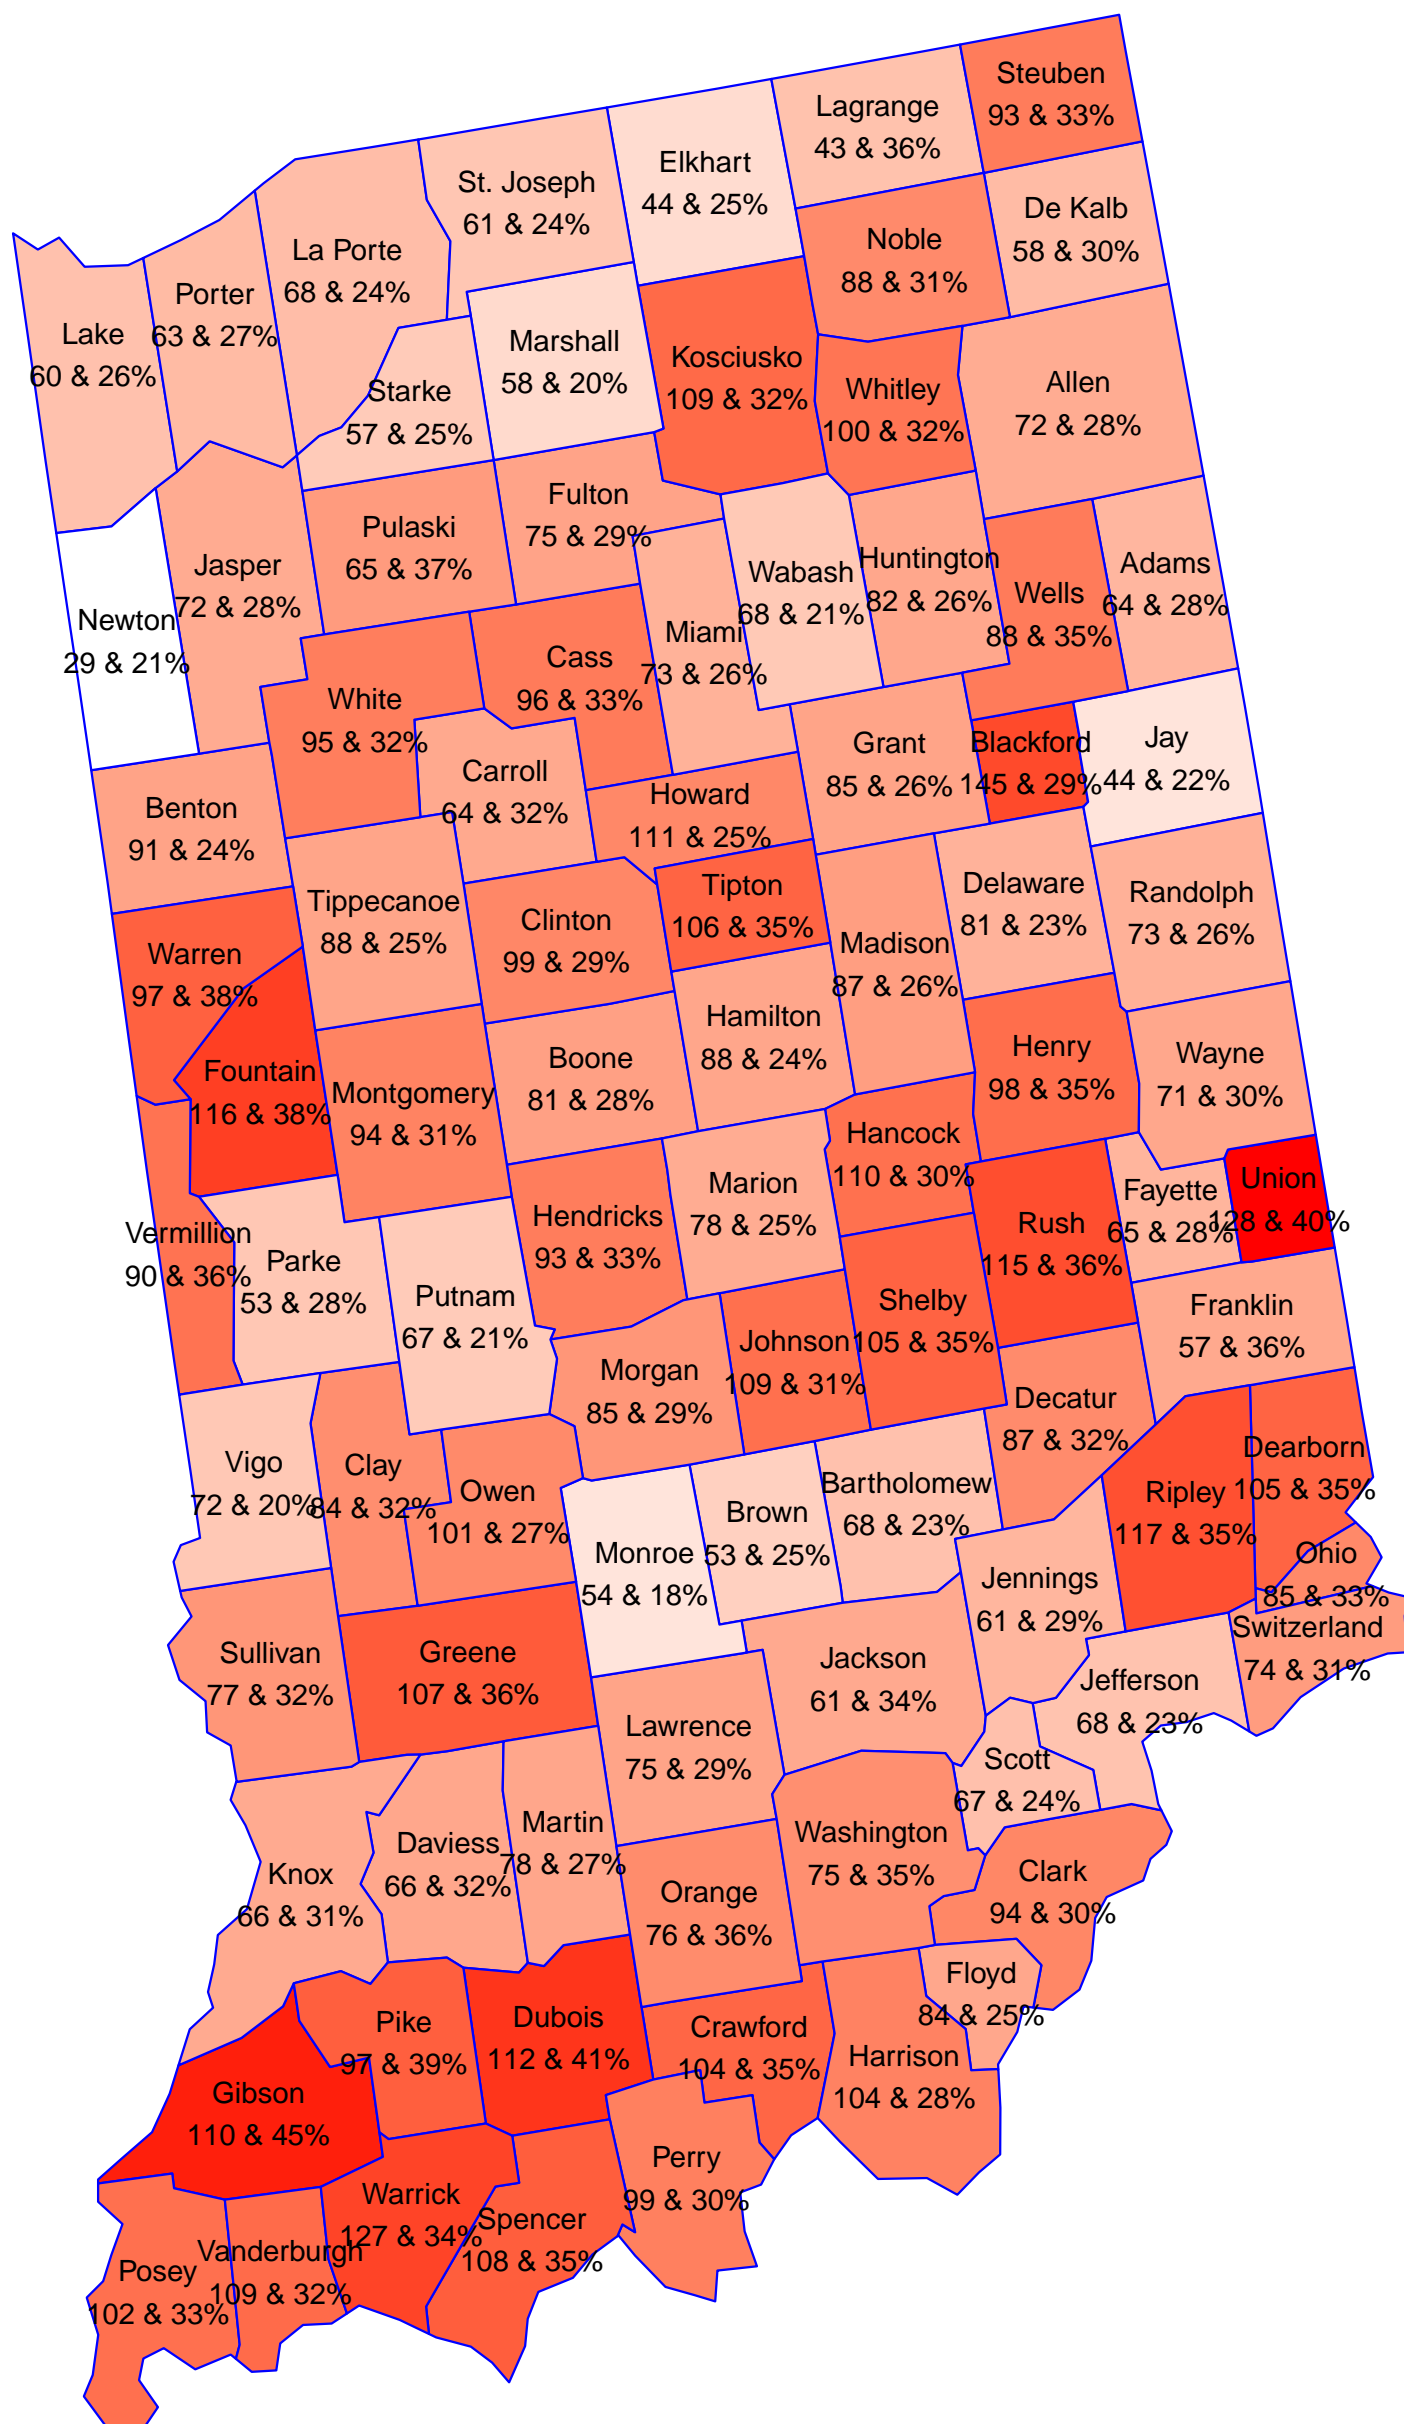 Steuben
93 & 33%
Lagrange
43 & 36%
Elkhart
44 & 25%
St. Joseph
61 & 24%
De Kalb
58 & 30%
Noble
88 & 31%
La Porte
68 & 24%
Porter
63 & 27%
Lake
60 & 26%
Marshall
58 & 20%
Kosciusko
109 & 32%
Starke
57 & 25%
Whitley
100 & 32%
Allen
72 & 28%
Fulton
75 & 29%
Pulaski
65 & 37%
Jasper
72 & 28%
Newton
29 & 21%
Wabash
68 & 21%
Huntington
82 & 26%
Wells
88 & 35%
Adams
64 & 28%
Miami
73 & 26%
Cass
96 & 33%
White
95 & 32%
Carroll
64 & 32%
Grant
85 & 26%
Blackford
145 & 29%
Jay
44 & 22%
Benton
91 & 24%
Howard
111 & 25%
Tippecanoe
88 & 25%
Clinton
99 & 29%
Tipton
106 & 35%
Delaware
81 & 23%
Randolph
73 & 26%
Madison
87 & 26%
Warren
97 & 38%
Fountain
116 & 38%
Montgomery
94 & 31%
Boone
81 & 28%
Hamilton
88 & 24%
Henry
98 & 35%
Wayne
71 & 30%
Hancock
110 & 30%
Marion
78 & 25%
Hendricks
93 & 33%
Vermillion
90 & 36%
Parke
53 & 28%
Putnam
67 & 21%
Rush
115 & 36%
Fayette
65 & 28%
Union
128 & 40%
Franklin
57 & 36%
Shelby
105 & 35%
Johnson
109 & 31%
Morgan
85 & 29%
Decatur
87 & 32%
Vigo
72 & 20%
Clay
84 & 32%
Owen
101 & 27%
Monroe
54 & 18%
Brown
53 & 25%
Bartholomew
68 & 23%
Ripley
117 & 35%
Dearborn
105 & 35%
Ohio
85 & 33%
Jennings
61 & 29%
Switzerland
74 & 31%
Sullivan
77 & 32%
Greene
107 & 36%
Jackson
61 & 34%
Jefferson
68 & 23%
Lawrence
75 & 29%
Scott
67 & 24%
Martin
78 & 27%
Daviess
66 & 32%
Knox
66 & 31%
Washington
75 & 35%
Clark
94 & 30%
Orange
76 & 36%
Floyd
84 & 25%
Pike
97 & 39%
Dubois
112 & 41%
Crawford
104 & 35%
Harrison
104 & 28%
Gibson
110 & 45%
Perry
99 & 30%
Warrick
127 & 34%
Spencer
108 & 35%
Vanderburgh
109 & 32%
Posey
102 & 33%